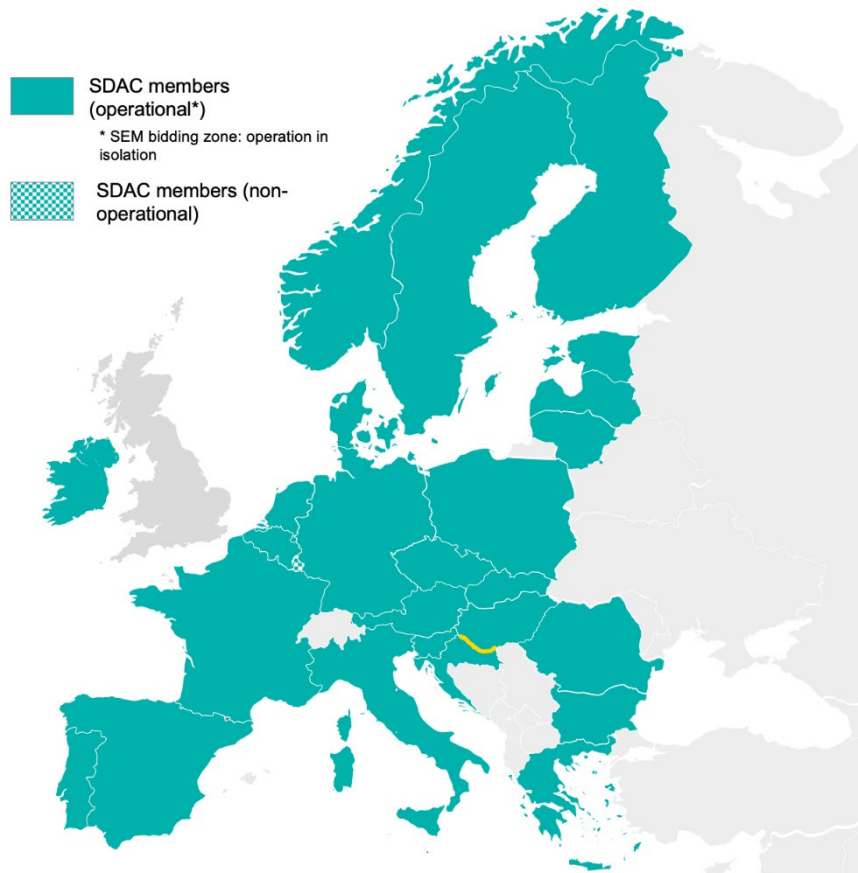 SDAC members
(operational*)
* SEM bidding zone: operation in
isolation
SDAC members (non-
operational)